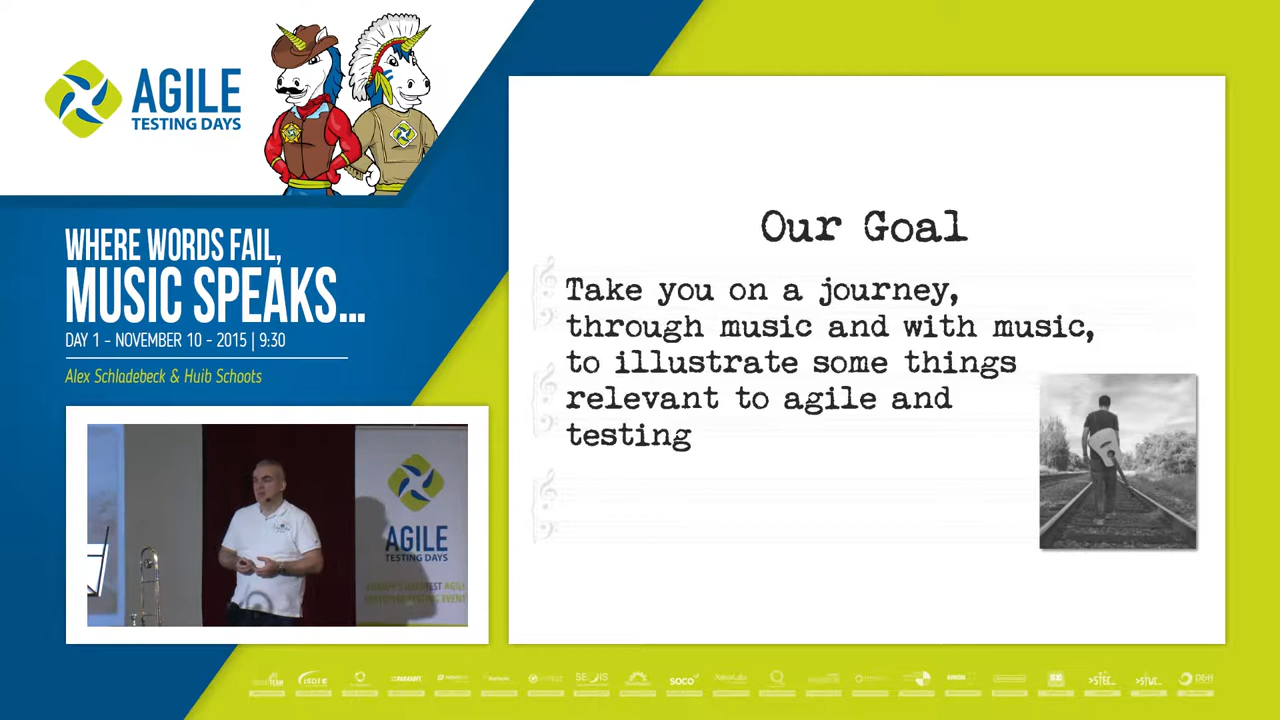 AGILE
TESTING DAYS
WHERE WORDS FAIL,
MUSIC SPEAKS...
DAY 1 - NOVEMBER 10 - 2015 | 9:30
Alex Schladebeck & Huib Schoots
Our Goal
Take you on a journey,
through music and with music,
to illustrate some things
relevant to agile and
testing
AGILE
TESTING DAYS
SOCO